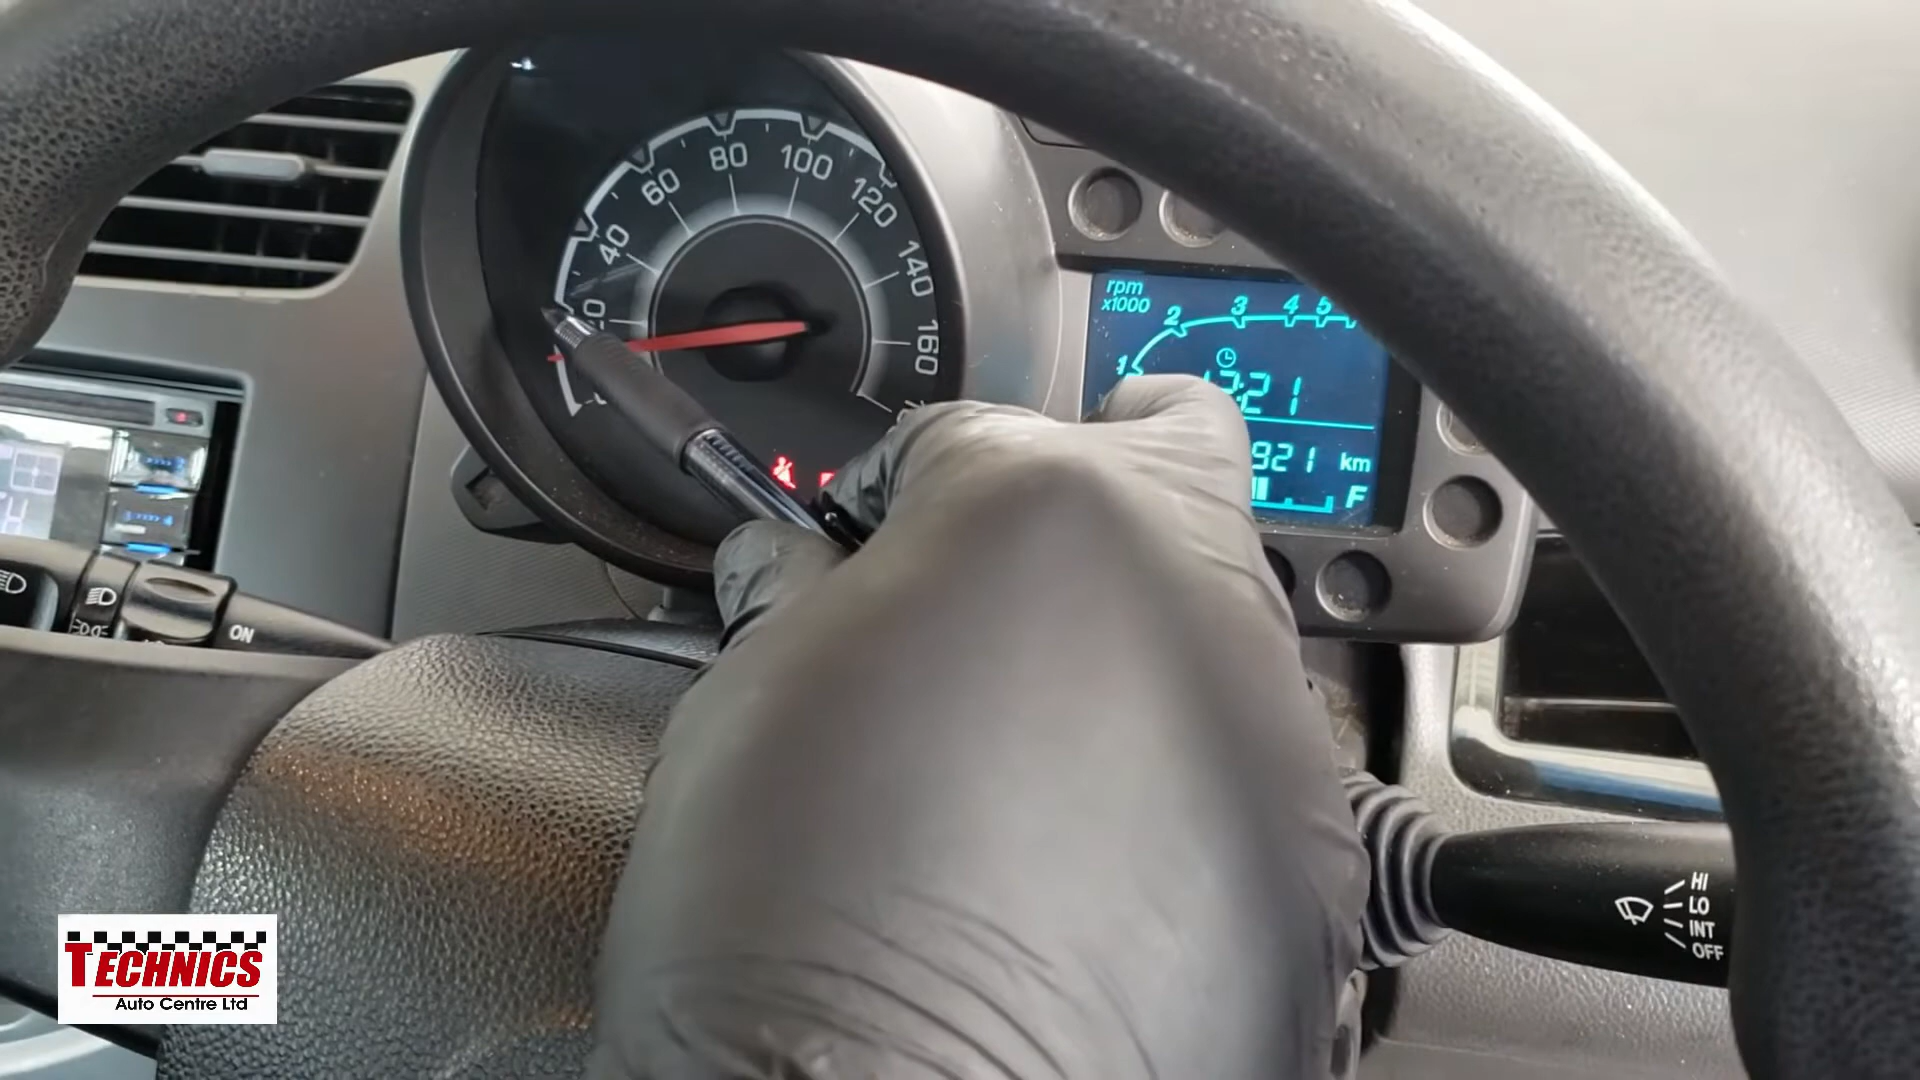 80
100
60
120
40
140
160
rpm
x1000
1
2
3
4
5
21
921 km
F
ON
HI
LO
INT
OFF
TECHNICS
Auto Centre Ltd